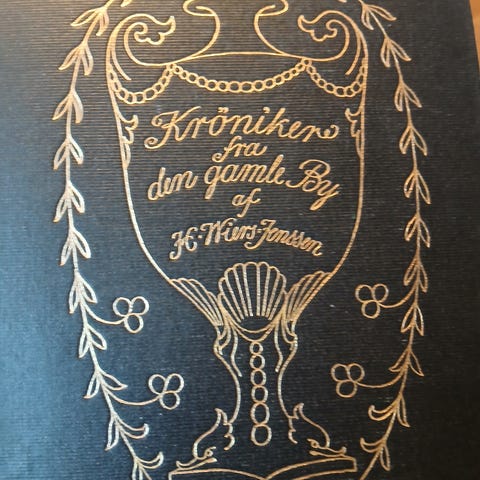 Kröniker
fra
den gamle By
af
H. Wiers-Jenssen